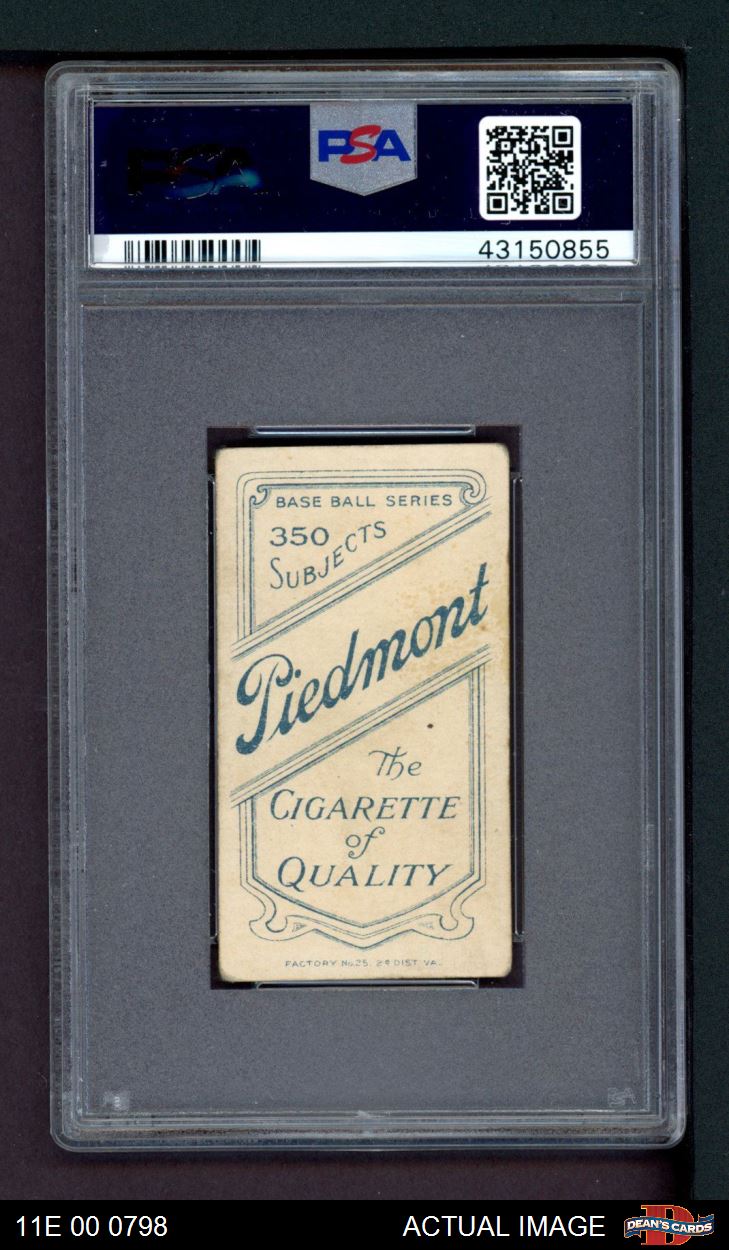 PSA
43150855
BASE BALL SERIES
350
SUBJECTS
Piedmont
The
CIGARETTE
of
QUALITY
FACTORY No. 25. 2d DIST VA.
11E 00 0798
ACTUAL IMAGE
DEAN'S CARDS